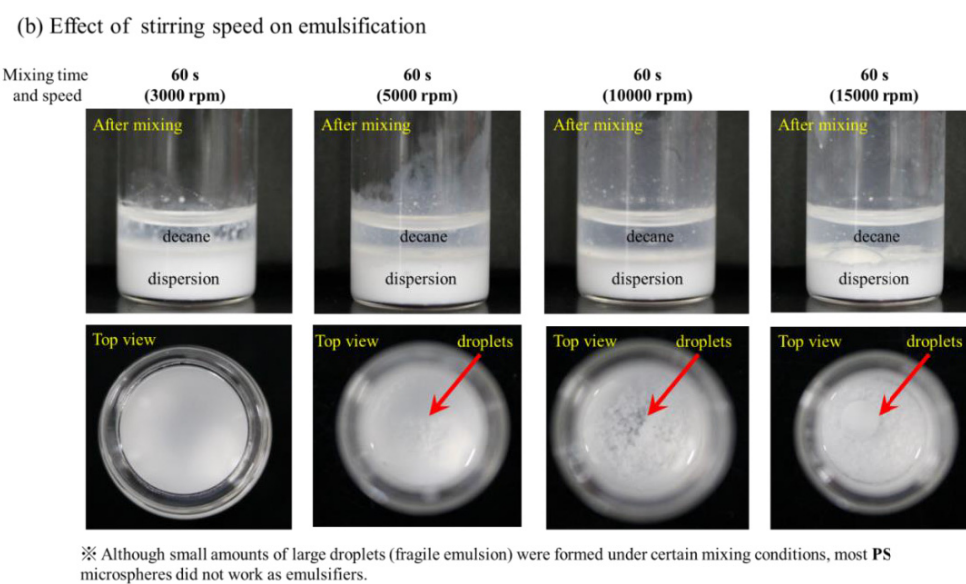 (b) Effect of stirring speed on emulsification
Mixing time and speed
60 s (3000 rpm)
60 s (5000 rpm)
60 s (10000 rpm)
60 s (15000 rpm)
After mixing
After mixing
After mixing
After mixing
decane
decane
decane
decane
dispersion
dispersion
dispersion
dispersion
Top view
Top view
droplets
Top view
droplets
Top view
droplets
※ Although small amounts of large droplets (fragile emulsion) were formed under certain mixing conditions, most PS
microspheres did not work as emulsifiers.